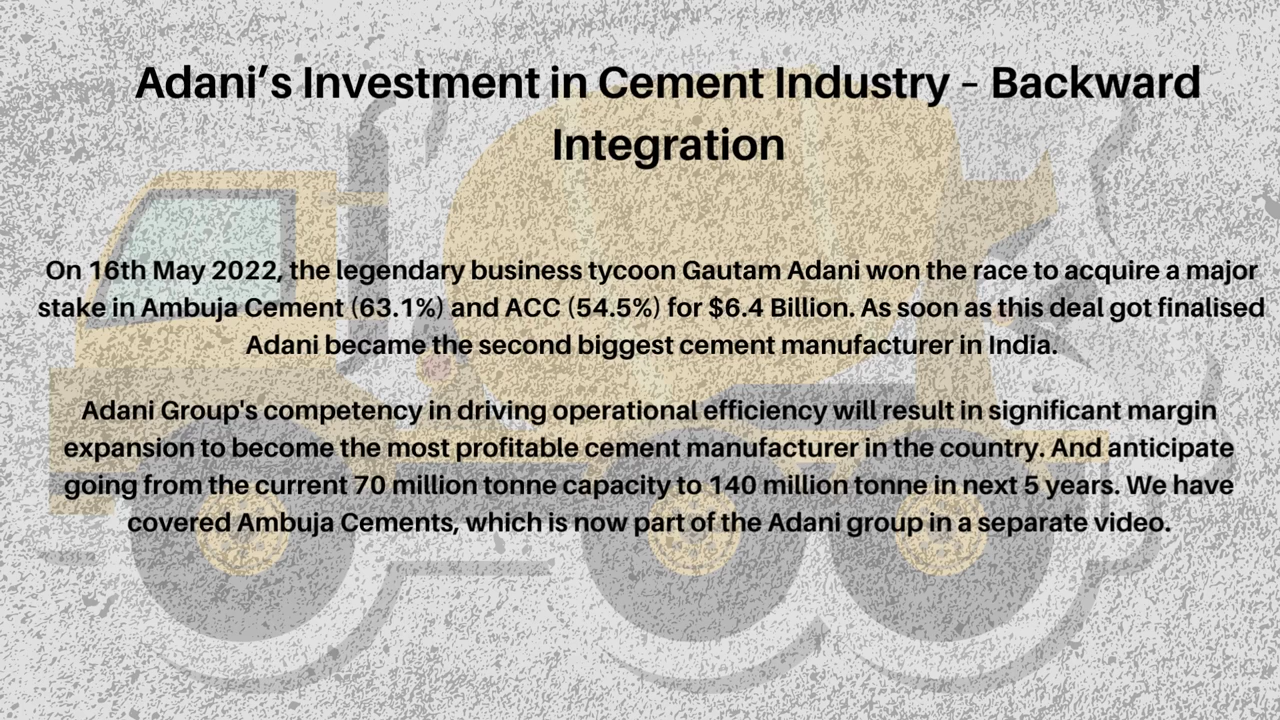 Adani’s Investment in Cement Industry – Backward
Integration
On 16th May 2022, the legendary business tycoon Gautam Adani won the race to acquire a major
stake in Ambuja Cement (63.1%) and ACC (54.5%) for $6.4 Billion. As soon as this deal got finalised
Adani became the second biggest cement manufacturer in India.
Adani Group's competency in driving operational efficiency will result in significant margin
expansion to become the most profitable cement manufacturer in the country. And anticipate
going from the current 70 million tonne capacity to 140 million tonne in next 5 years. We have
covered Ambuja Cements, which is now part of the Adani group in a separate video.